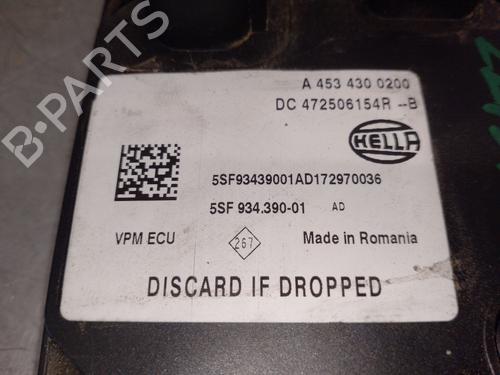 A 453 430 0200
DC 472506154R --B
HELLA
5SF93439001AD172970036
5SF 934.390-01 AD
VPM ECU
267
Made in Romania
DISCARD IF DROPPED
B-PARTS